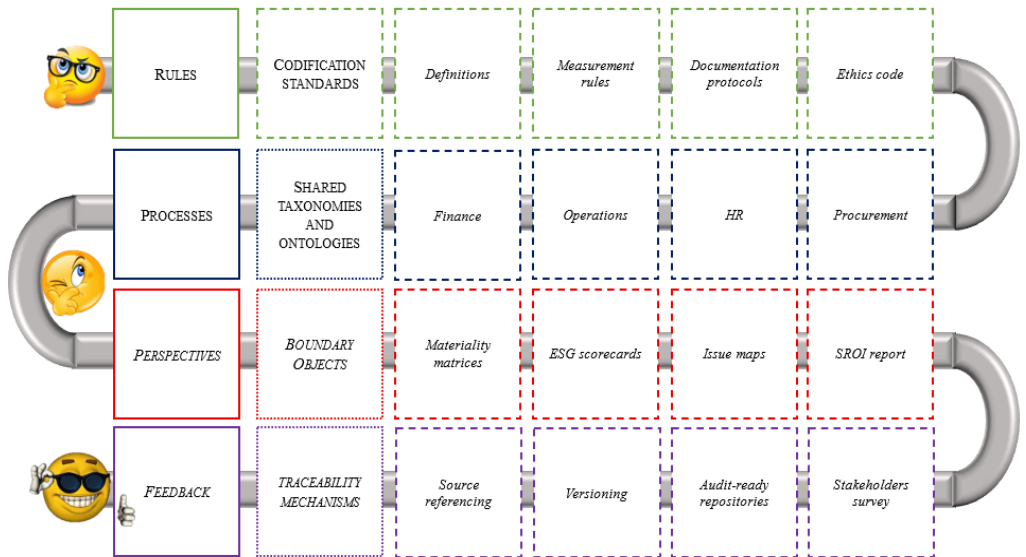 RULES
CODIFICATION
STANDARDS
Definitions
Measurement
rules
Documentation
protocols
Ethics code
PROCESSES
SHARED
TAXONOMIES
AND
ONTOLOGIES
Finance
Operations
HR
Procurement
PERSPECTIVES
BOUNDARY
OBJECTS
Materiality
matrices
ESG scorecards
Issue maps
SROI report
FEEDBACK
TRACEABILITY
MECHANISMS
Source
referencing
Versioning
Audit-ready
repositories
Stakeholders
survey